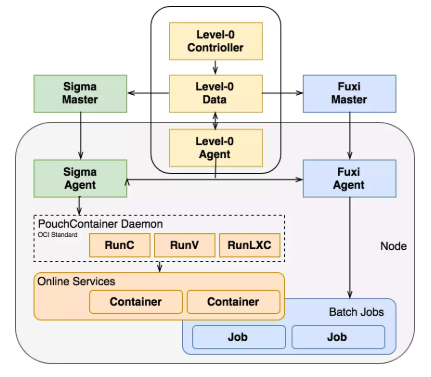 Level-0
Controller
Sigma
Master
Level-0
Data
Fuxi
Master
Level-0
Agent
Sigma
Agent
Fuxi
Agent
PouchContainer Daemon
OCI Standard
RunC
RunV
RunLXC
Node
Online Services
Container
Container
Batch Jobs
Job
Job